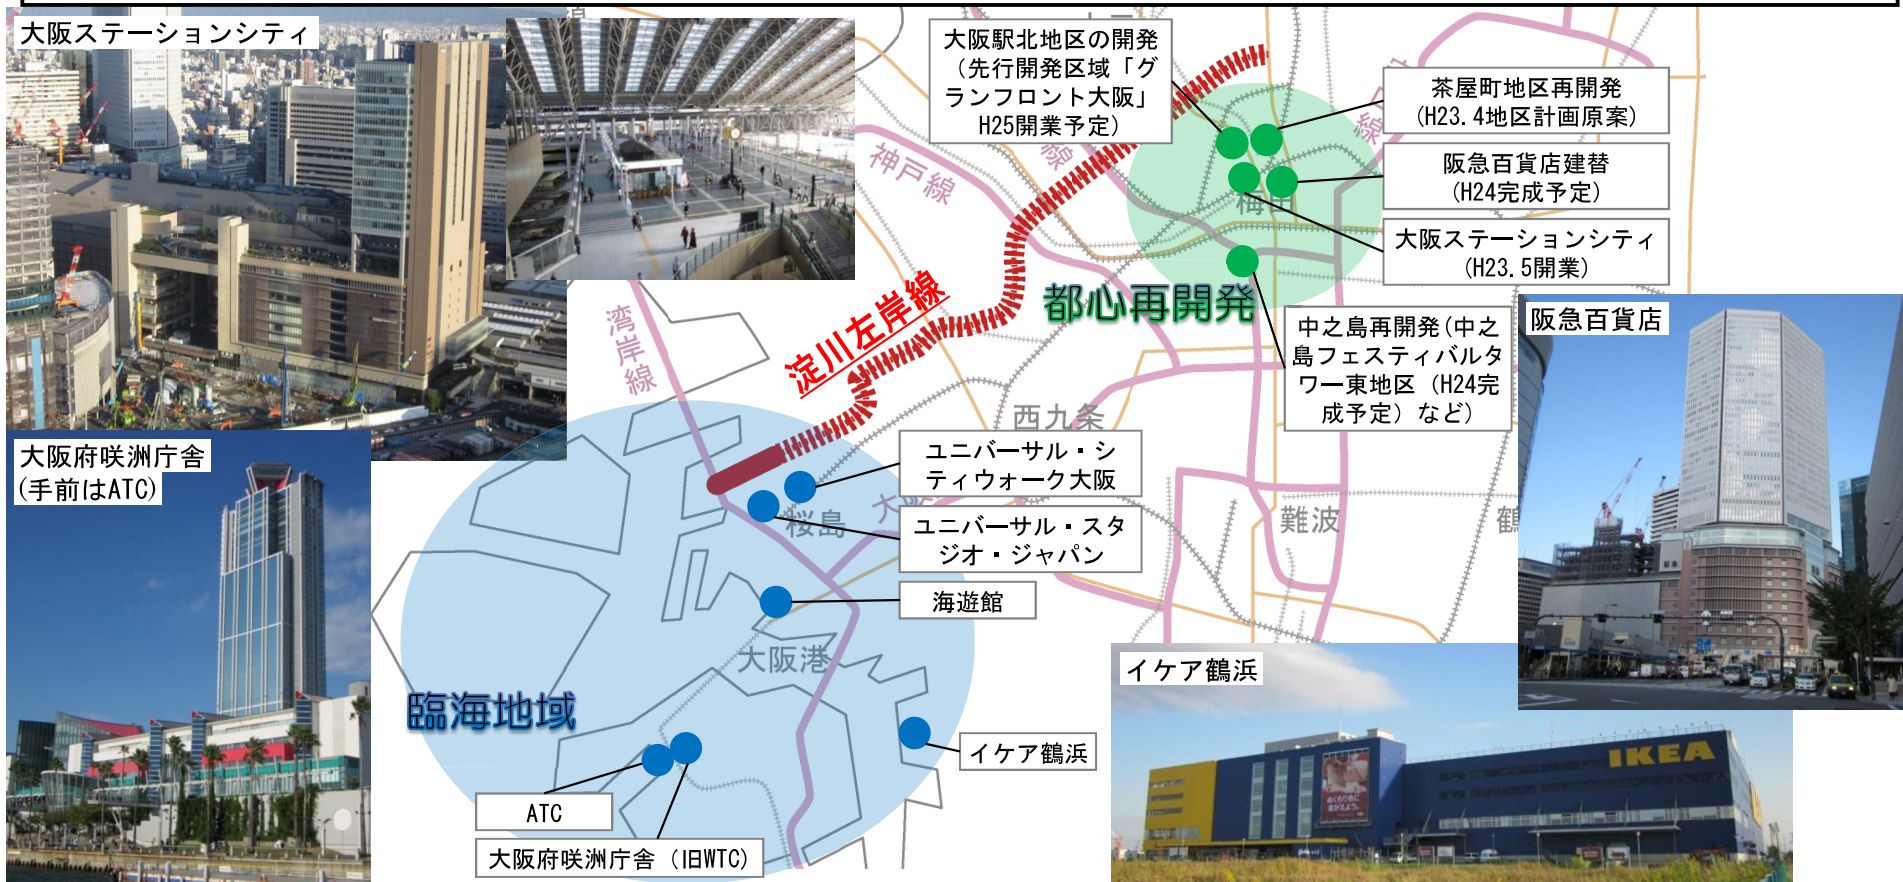 大阪ステーションシティ
大阪駅北地区の開発
（先行開発区域「グ
ランフロント大阪」
H25開業予定）
茶屋町地区再開発
(H23.4地区計画原案)
阪急百貨店建替
(H24完成予定)
大阪ステーションシティ
(H23.5開業)
中之島再開発(中之
島フェスティバルタ
ワー東地区（H24完
成予定）など)
都心再開発
神戸線
線
線
梅田
湾岸線
淀川左岸線
阪急百貨店
西九条
大阪府咲洲庁舎
(手前はATC)
ユニバーサル・シ
ティウォーク大阪
ユニバーサル・スタ
ジオ・ジャパン
桜島
大阪
難波
鶴
海遊館
大阪港
臨海地域
イケア鶴浜
ATC
大阪府咲洲庁舎（旧WTC)
イケア鶴浜
IKEA